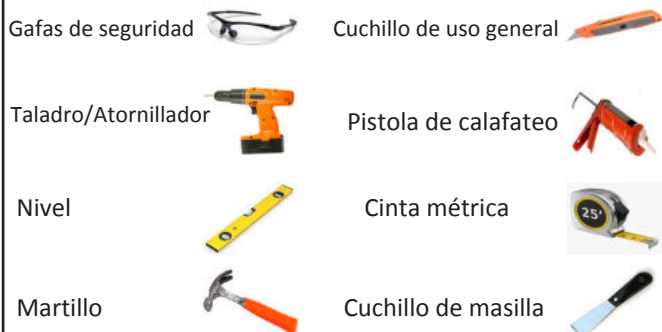 Gafas de seguridad
Cuchillo de uso general
Taladro/Atornillador
Pistola de calafateo
Nivel
Cinta métrica
25'
Martillo
Cuchillo de masilla